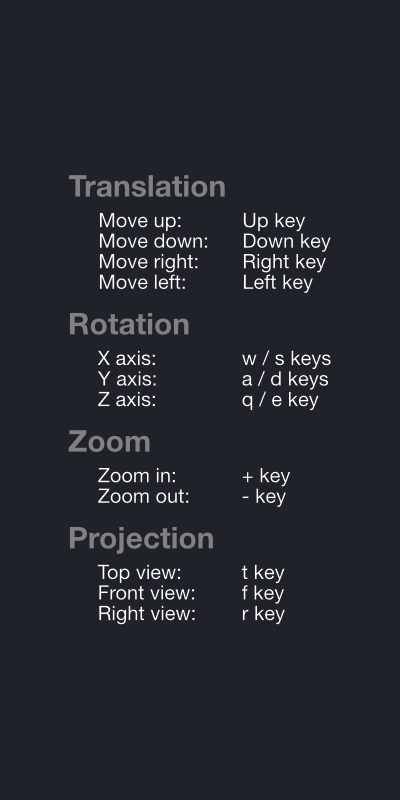 Translation
Move up: Up key
Move down: Down key
Move right: Right key
Move left: Left key
Rotation
X axis: w / s keys
Y axis: a / d keys
Z axis: q / e key
Zoom
Zoom in: + key
Zoom out: - key
Projection
Top view: t key
Front view: f key
Right view: r key